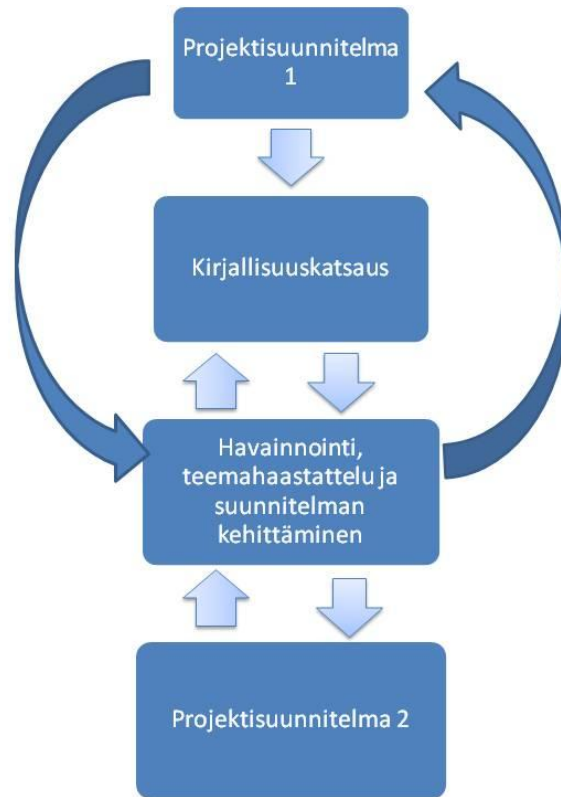 Projektisuunnitelma
1
Kirjallisuuskatsaus
Havainnointi,
teemahaastattelu ja
suunnitelman
kehittäminen
Projektisuunnitelma 2